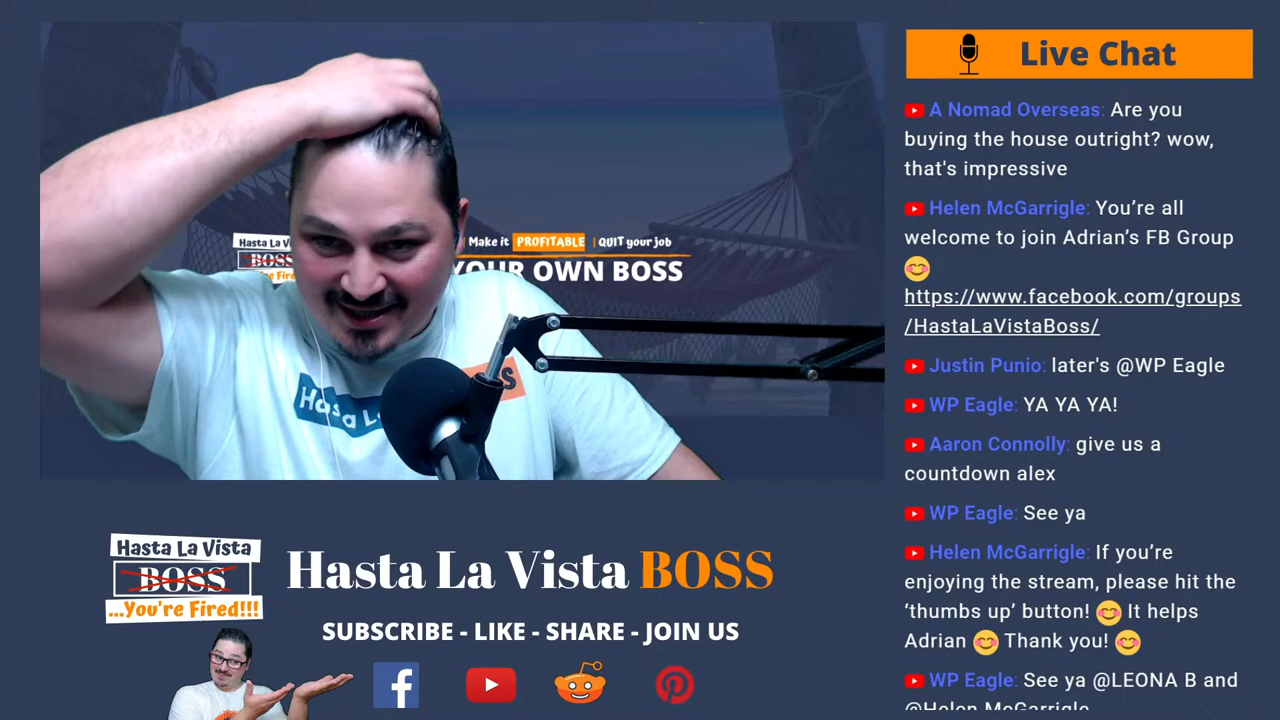 Live Chat
A Nomad Overseas: Are you
buying the house outright? wow,
that's impressive
Helen McGarrigle: You’re all
welcome to join Adrian’s FB Group
😊
https://www.facebook.com/groups
/HastaLaVistaBoss/
Justin Punio: later's @WP Eagle
WP Eagle: YA YA YA!
Aaron Connolly: give us a
countdown alex
WP Eagle: See ya
Helen McGarrigle: If you’re
enjoying the stream, please hit the
‘thumbs up’ button! 😊 It helps
Adrian 😊 Thank you! 😊
WP Eagle: See ya @LEONA B and
@Helen McGarrigle
Hasta La
BOSS
Make it PROFITABLE | QUIT your job
YOUR OWN BOSS
Hasta La Vista
BOSS
...You're Fired!!!
Hasta La Vista BOSS
SUBSCRIBE - LIKE - SHARE - JOIN US